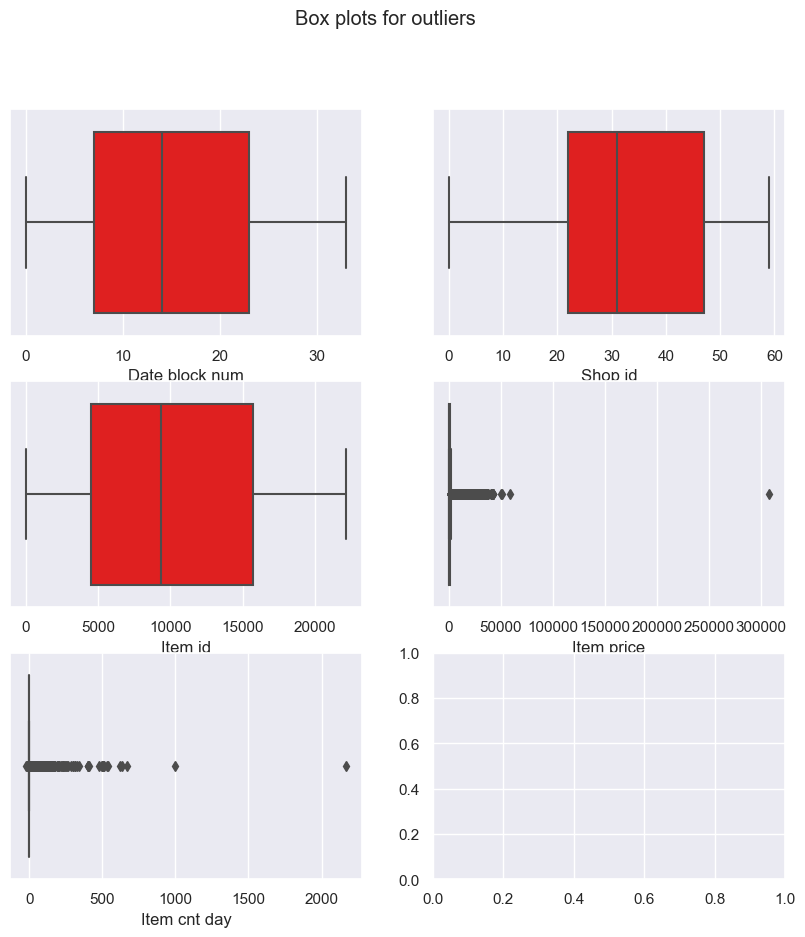 Box plots for outliers
0 10 20 30
Date block num
0 10 20 30 40 50 60
Shop id
0 5000 10000 15000 20000
Item id
0 50000 100000 150000 200000 250000 300000
Item price
0 500 1000 1500 2000
Item cnt day
1.0
0.8
0.6
0.4
0.2
0.0
0.0 0.2 0.4 0.6 0.8 1.0